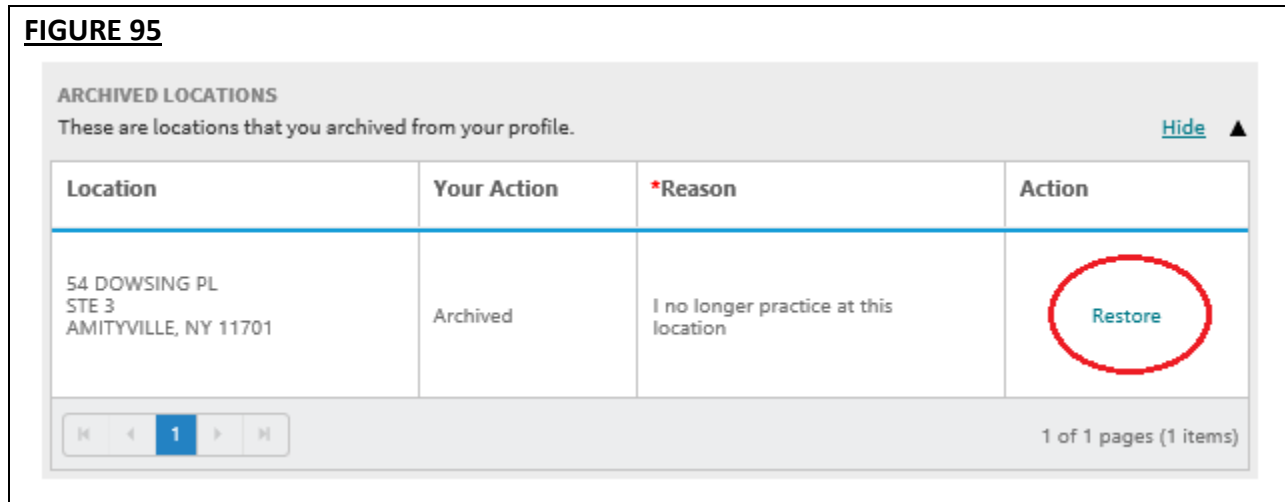 FIGURE 95
ARCHIVED LOCATIONS
These are locations that you archived from your profile.
Hide ▲
Location Your Action *Reason Action
54 DOWSING PL
STE 3
AMITYVILLE, NY 11701
Archived
I no longer practice at this
location
Restore
1
1 of 1 pages (1 items)